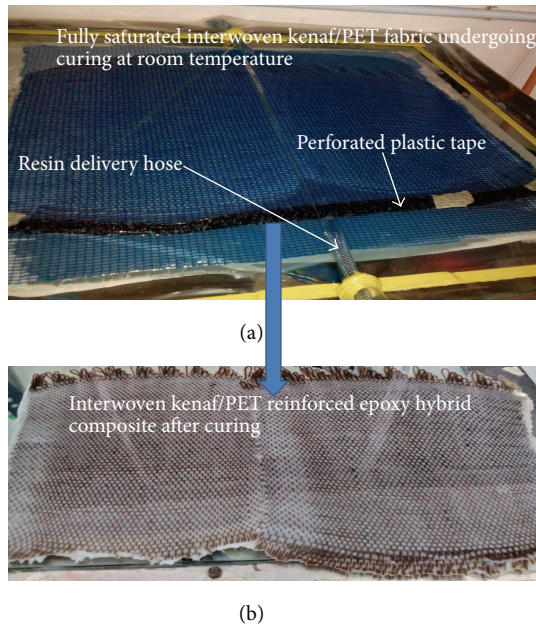 Fully saturated interwoven kenaf/PET fabric undergoing
curing at room temperature
Perforated plastic tape
Resin delivery hose
(a)
Interwoven kenaf/PET reinforced epoxy hybrid
composite after curing
(b)